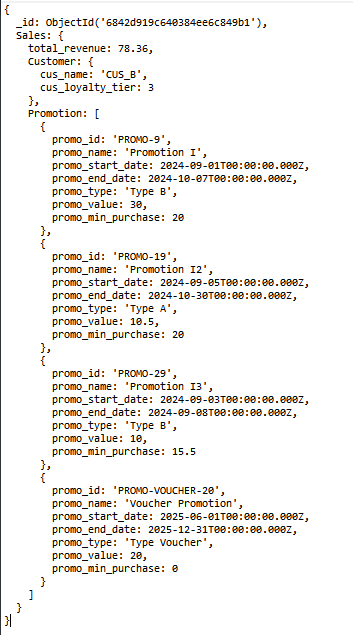 {
  _id: ObjectId('6842d919c640384ee6c849b1'),
  Sales: {
    total_revenue: 78.36,
    Customer: {
      cus_name: 'CUS_B',
      cus_loyalty_tier: 3
    },
    Promotion: [
      {
        promo_id: 'PROMO-9',
        promo_name: 'Promotion I',
        promo_start_date: 2024-09-01T00:00:00.000Z,
        promo_end_date: 2024-10-07T00:00:00.000Z,
        promo_type: 'Type B',
        promo_value: 30,
        promo_min_purchase: 20
      },
      {
        promo_id: 'PROMO-19',
        promo_name: 'Promotion I2',
        promo_start_date: 2024-09-05T00:00:00.000Z,
        promo_end_date: 2024-10-30T00:00:00.000Z,
        promo_type: 'Type A',
        promo_value: 10.5,
        promo_min_purchase: 20
      },
      {
        promo_id: 'PROMO-29',
        promo_name: 'Promotion I3',
        promo_start_date: 2024-09-03T00:00:00.000Z,
        promo_end_date: 2024-09-08T00:00:00.000Z,
        promo_type: 'Type B',
        promo_value: 10,
        promo_min_purchase: 15.5
      },
      {
        promo_id: 'PROMO-VOUCHER-20',
        promo_name: 'Voucher Promotion',
        promo_start_date: 2025-06-01T00:00:00.000Z,
        promo_end_date: 2025-12-31T00:00:00.000Z,
        promo_type: 'Type Voucher',
        promo_value: 20,
        promo_min_purchase: 0
      }
    ]
  }
}